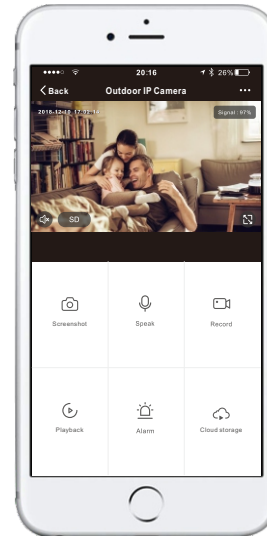 20:16
26%
Back
Outdoor IP Camera
Signal: 97%
SD
Screenshot
Speak
Record
Playback
Alarm
Cloud storage